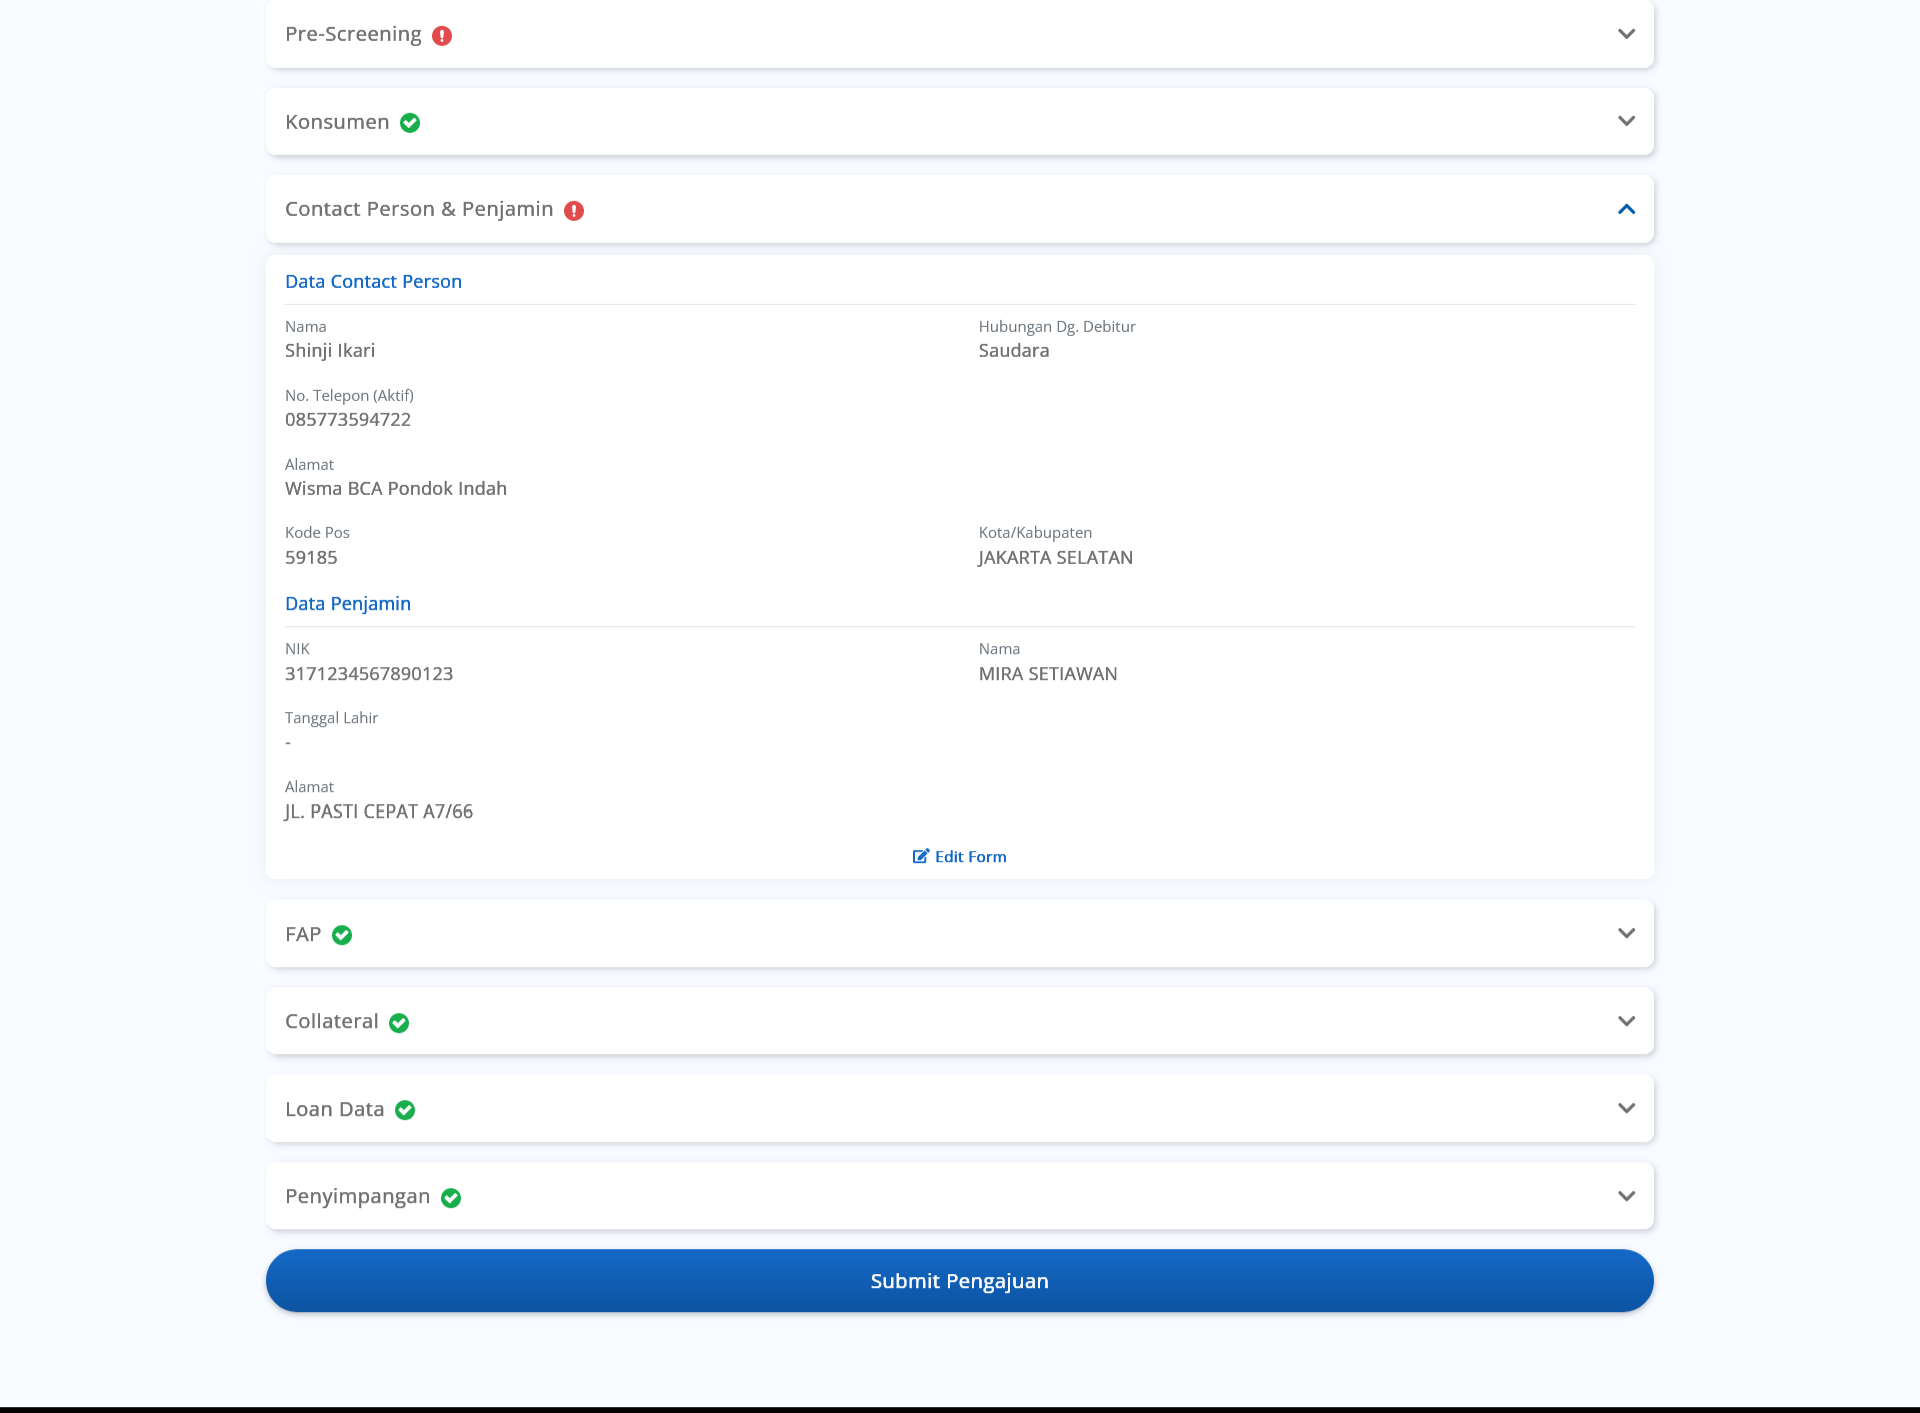 Pre-Screening
Konsumen
Contact Person & Penjamin
Data Contact Person
Nama
Shinji Ikari
Hubungan Dg. Debitur
Saudara
No. Telepon (Aktif)
085773594722
Alamat
Wisma BCA Pondok Indah
Kode Pos
59185
Kota/Kabupaten
JAKARTA SELATAN
Data Penjamin
NIK
3171234567890123
Nama
MIRA SETIAWAN
Tanggal Lahir
-
Alamat
JL. PASTI CEPAT A7/66
Edit Form
FAP
Collateral
Loan Data
Penyimpangan
Submit Pengajuan